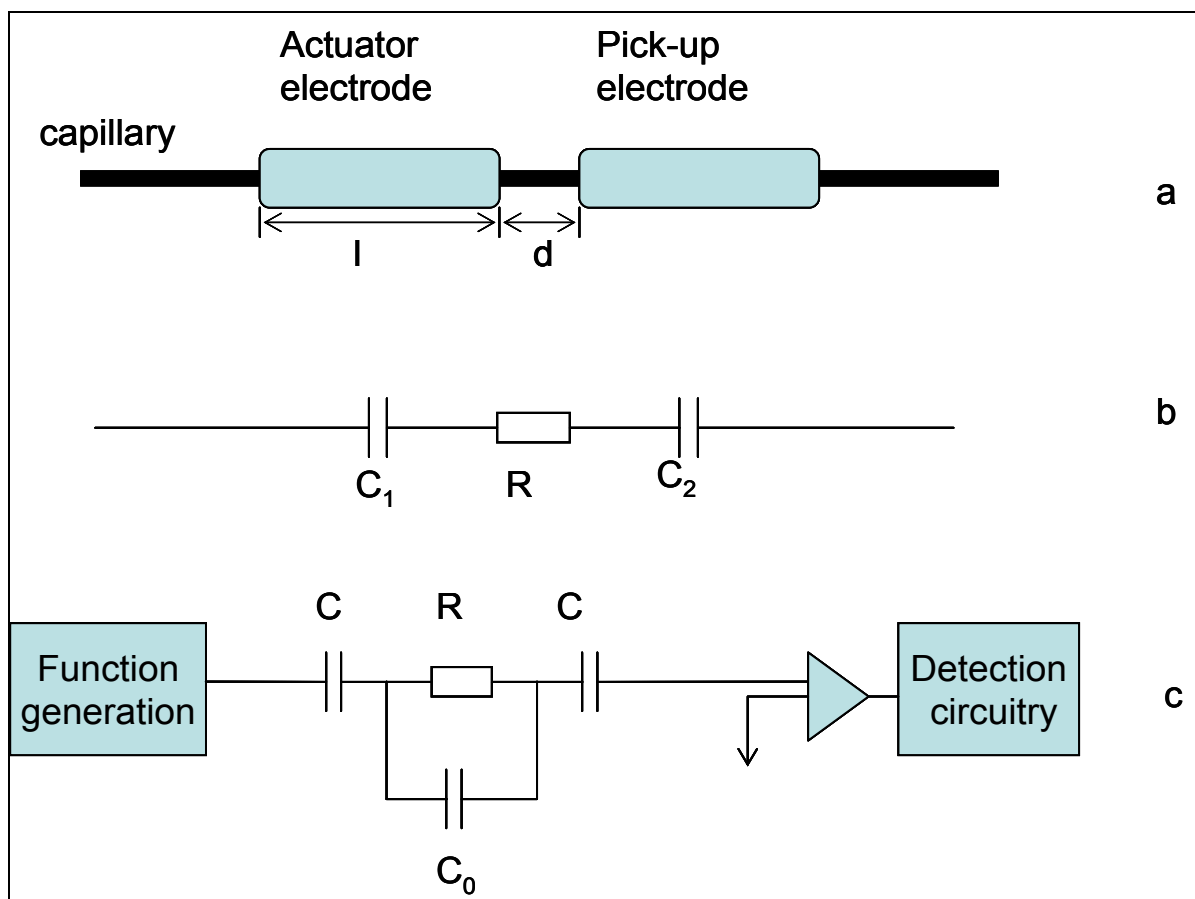 Actuator
electrode
Pick-up
electrode
capillary
a
l
d
b
C₁
R
C₂
C
R
C
Function
generation
Detection
circuitry
c
C₀